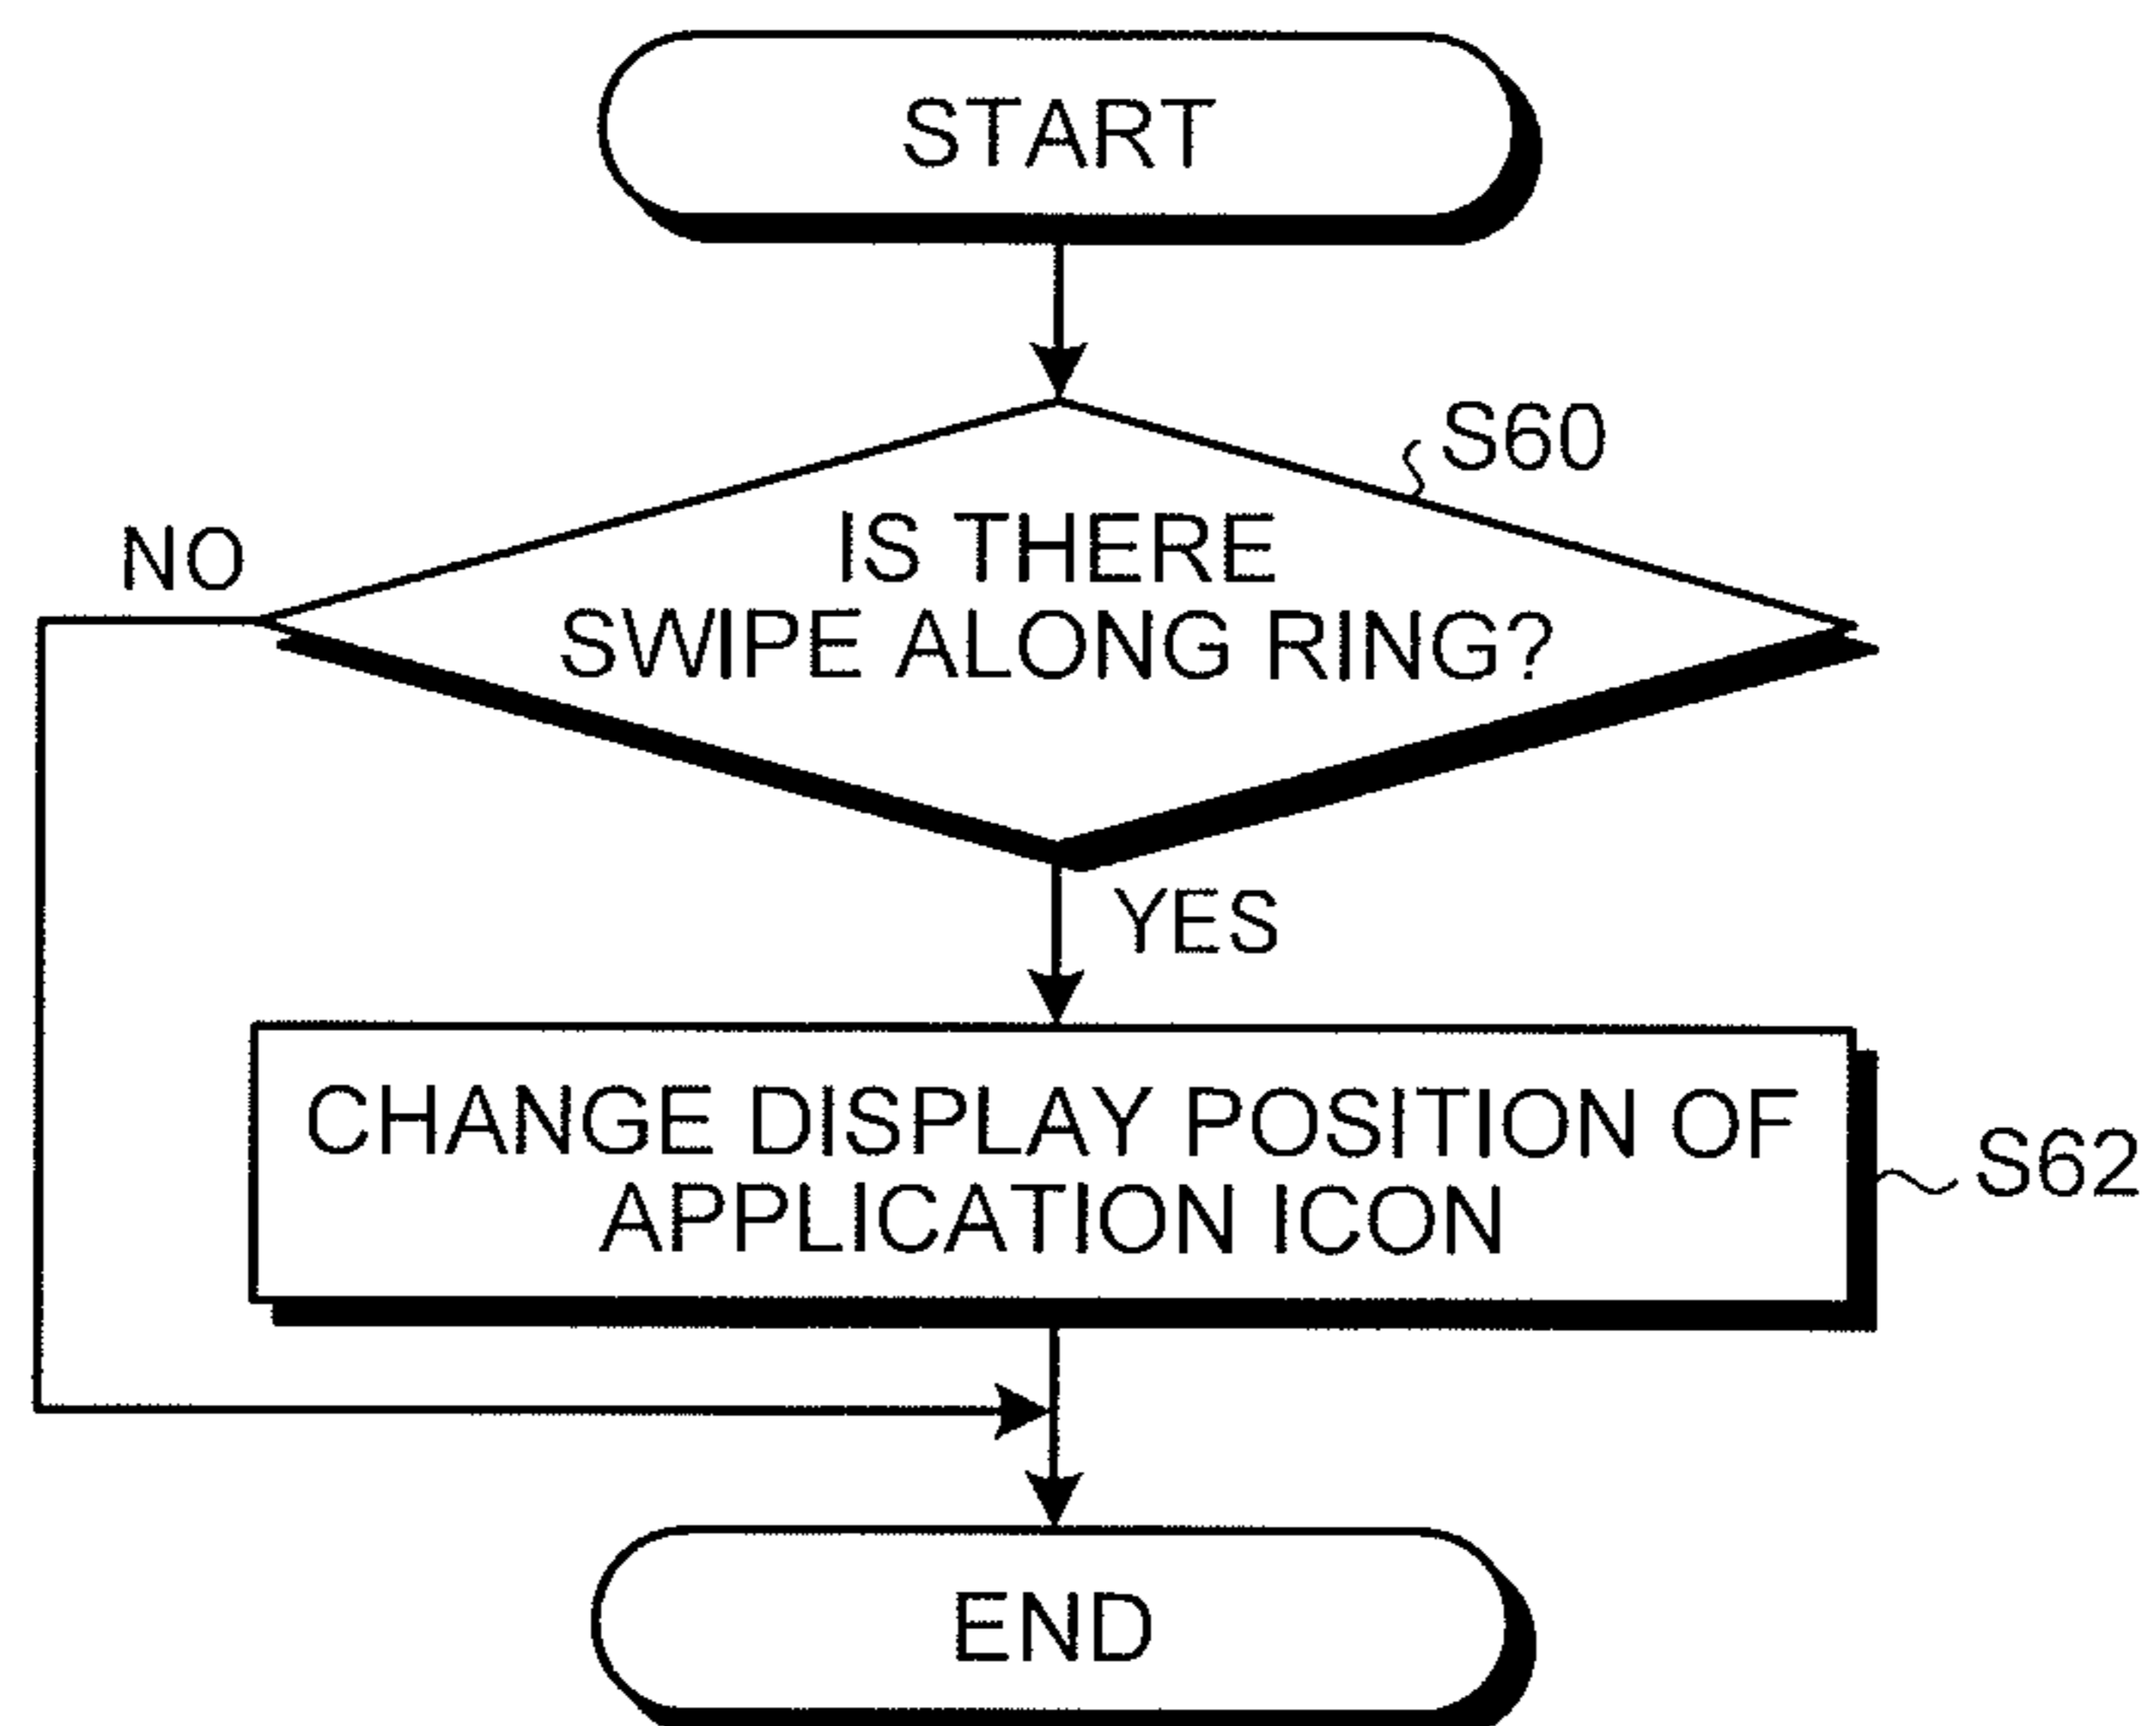 START
S60
IS THERE
NO
SWIPE ALONG RING?
YES
CHANGE DISPLAY POSITION OF
S62
APPLICATION ICON
END